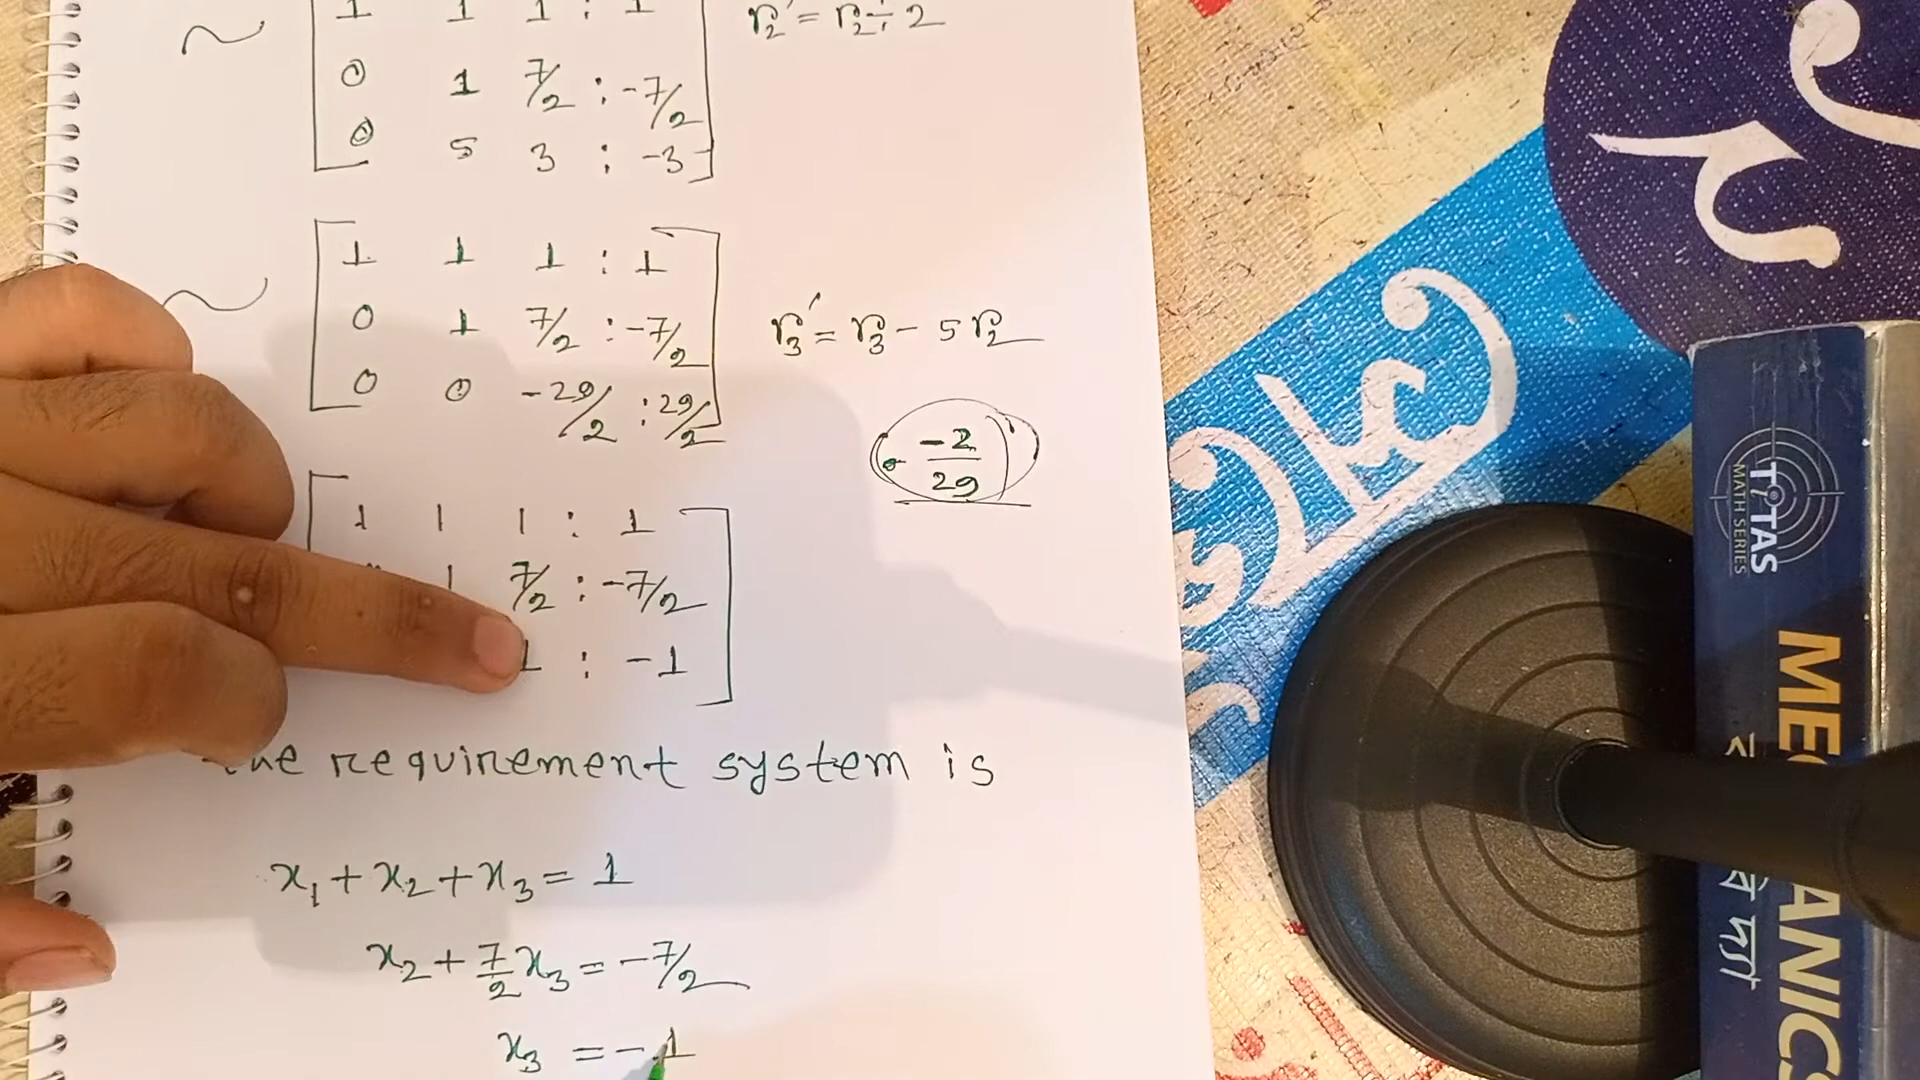 ~ 1 1 1 : 1 r₂' = r₂ ÷ 2
0 1 7/2 : -7/2
0 5 3 : -3
~ 1 1 1 : 1
0 1 7/2 : -7/2 r₃' = r₃ - 5r₂
0 0 -29/2 : 29/2
-2/29
1 1 1 : 1
1 7/2 : -7/2
1 : -1
requirement system is
x₁ + x₂ + x₃ = 1
x₂ + 7/2 x₃ = -7/2
x₃ = -1
TITAS
MATH SERIES